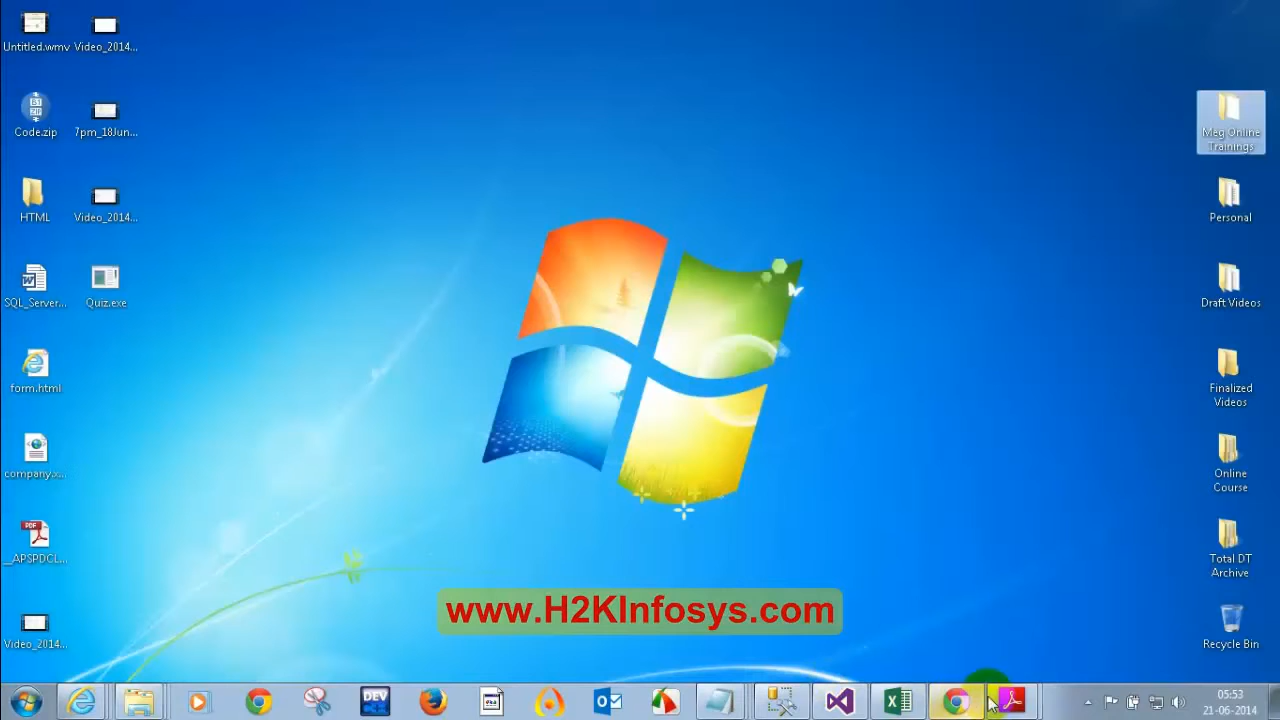 Untitled.wmv
Video_2014...
Code.zip
7pm_18Jun...
HTML
Video_2014...
SQL_Server...
Quiz.exe
form.html
company.x...
PDF
__APSPDCL...
Video_2014...
Meg Online
Trainings
Personal
Draft Videos
Finalized
Videos
Online
Course
Total DT
Archive
Recycle Bin
www.H2KInfosys.com
DEV
05:53
21-06-2014